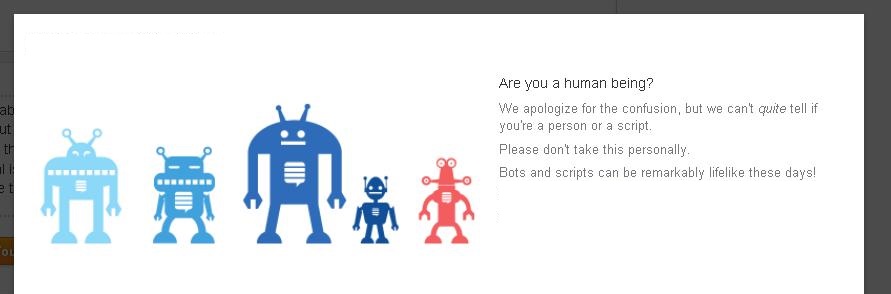 Are you a human being?
We apologize for the confusion, but we can't quite tell if
you're a person or a script.
Please don't take this personally.
Bots and scripts can be remarkably lifelike these days!